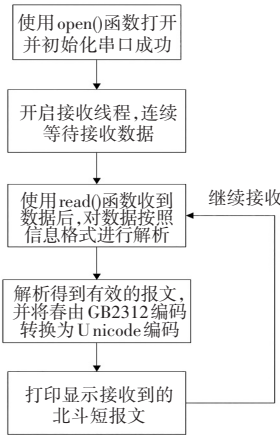 使用open()函数打开
并初始化串口成功
开启接收线程，连续
等待接收数据
使用read()函数收到
数据后，对数据按照
信息格式进行解析
继续接收
解析得到有效的报文，
并将春由GB2312编码
转换为Unicode编码
打印显示接收到的
北斗短报文